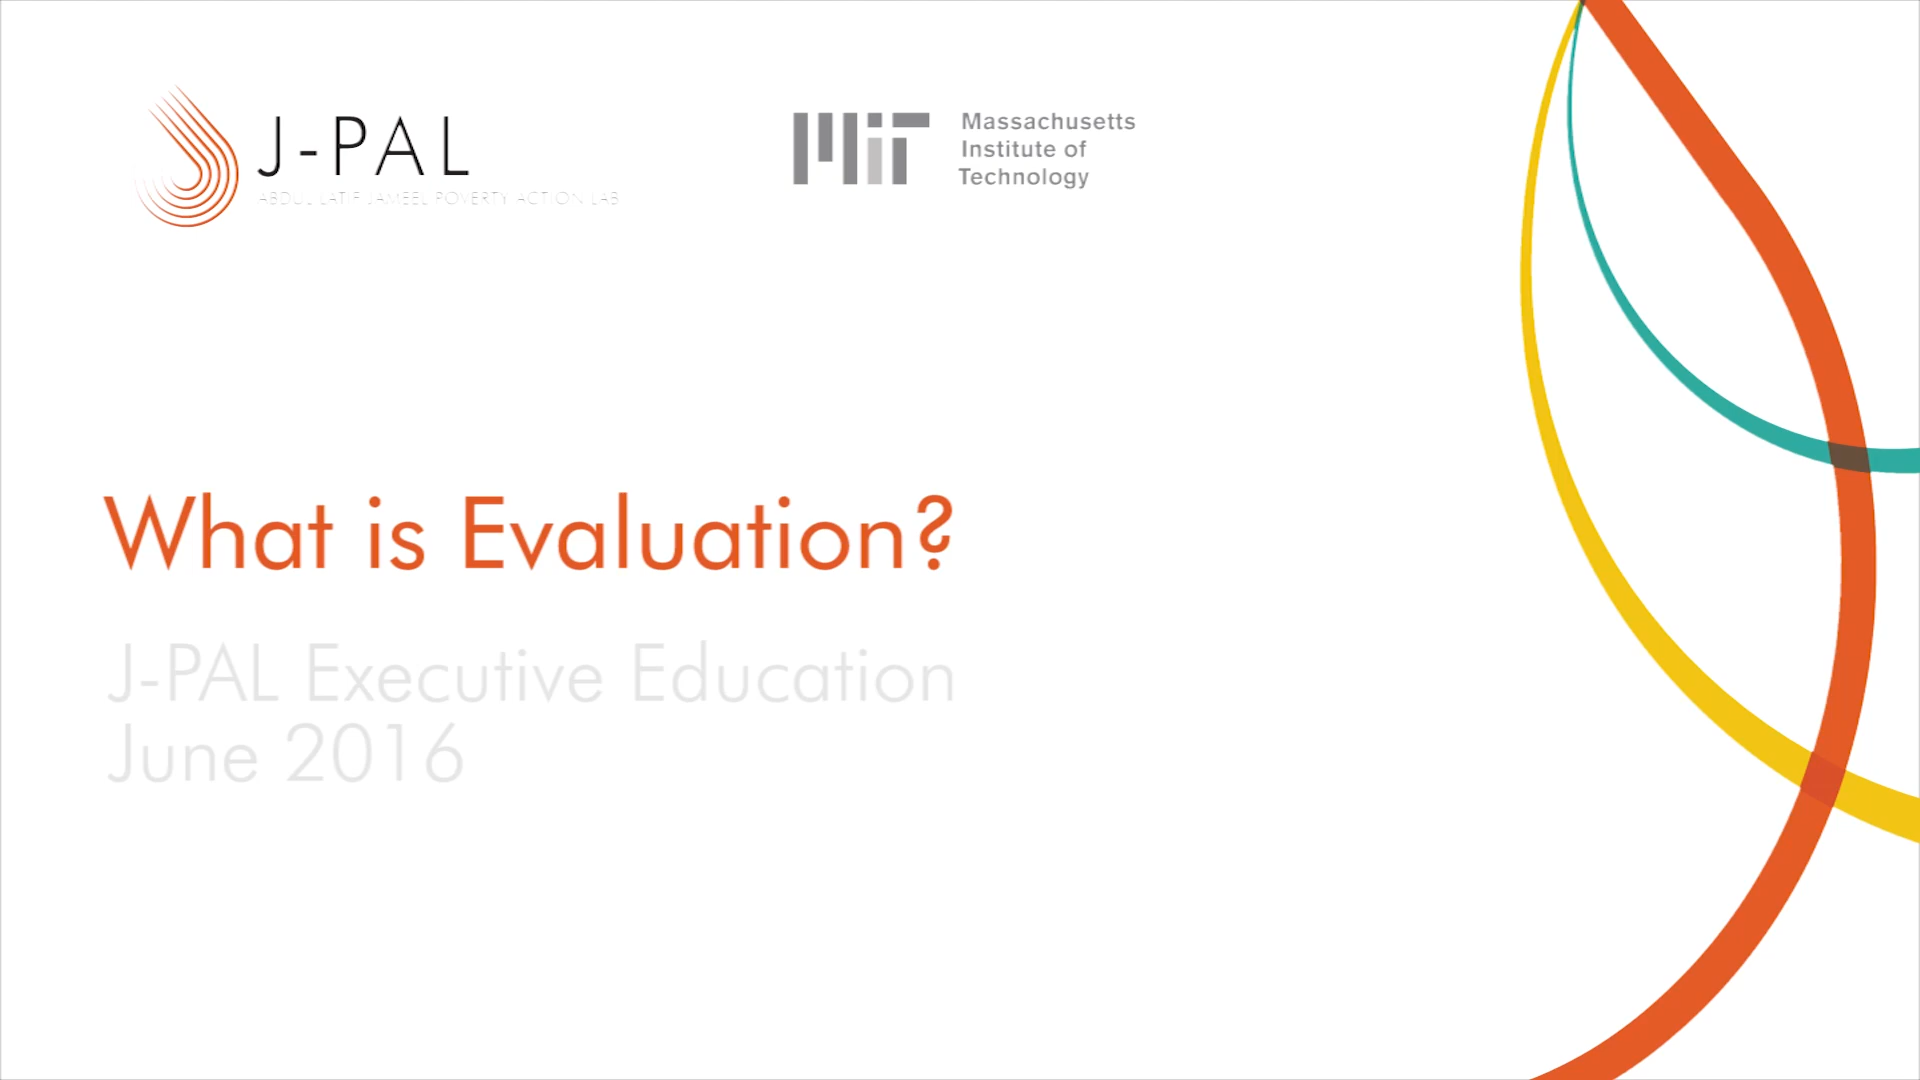 J-PAL
ABDUL LATIF JAMEEL POVERTY ACTION LAB
Massachusetts
Institute of
Technology
What is Evaluation?
J-PAL Executive Education
June 2016